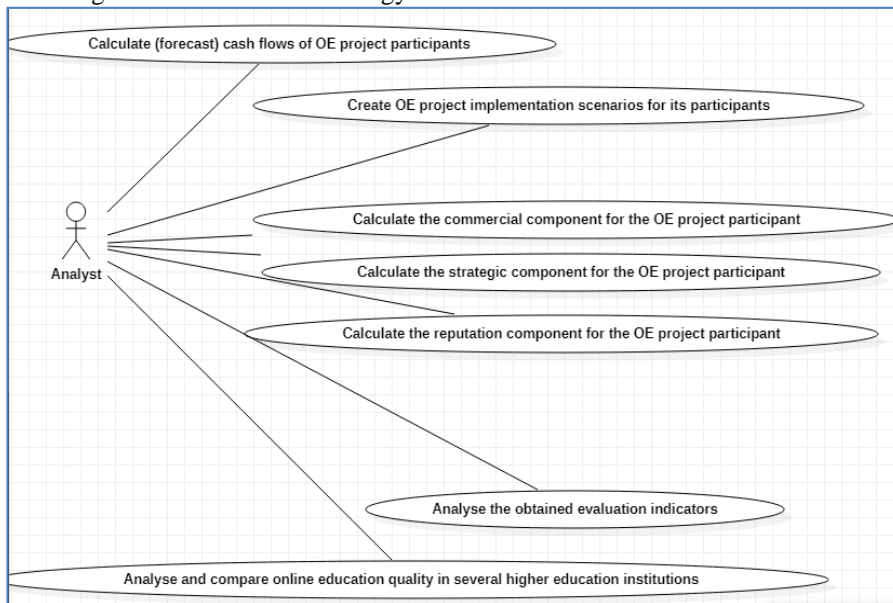 Calculate (forecast) cash flows of OE project participants
Create OE project implementation scenarios for its participants
Calculate the commercial component for the OE project participant
Calculate the strategic component for the OE project participant
Analyst
Calculate the reputation component for the OE project participant
Analyse the obtained evaluation indicators
Analyse and compare online education quality in several higher education institutions